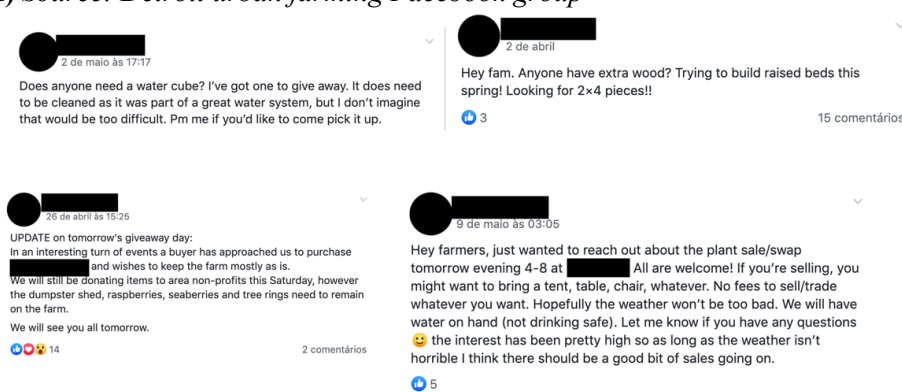 Source: Detroit urban farming Facebook group
2 de maio às 17:17
Does anyone need a water cube? I've got one to give away. It does need
to be cleaned as it was part of a great water system, but I don't imagine
that would be too difficult. Pm me if you'd like to come pick it up.
2 de abril
Hey fam. Anyone have extra wood? Trying to build raised beds this
spring! Looking for 2×4 pieces!!
3
15 comentários
26 de abril às 15:25
UPDATE on tomorrow's giveaway day:
In an interesting turn of events a buyer has approached us to purchase
and wishes to keep the farm mostly as is.
We will still be donating items to area non-profits this Saturday, however
the dumpster shed, raspberries, seaberries and tree rings need to remain
on the farm.
We will see you all tomorrow.
14
2 comentários
9 de maio às 03:05
Hey farmers, just wanted to reach out about the plant sale/swap
tomorrow evening 4-8 at All are welcome! If you're selling, you
might want to bring a tent, table, chair, whatever. No fees to sell/trade
whatever you want. Hopefully the weather won't be too bad. We will have
water on hand (not drinking safe). Let me know if you have any questions
🙂 the interest has been pretty high so as long as the weather isn't
horrible I think there should be a good bit of sales going on.
5